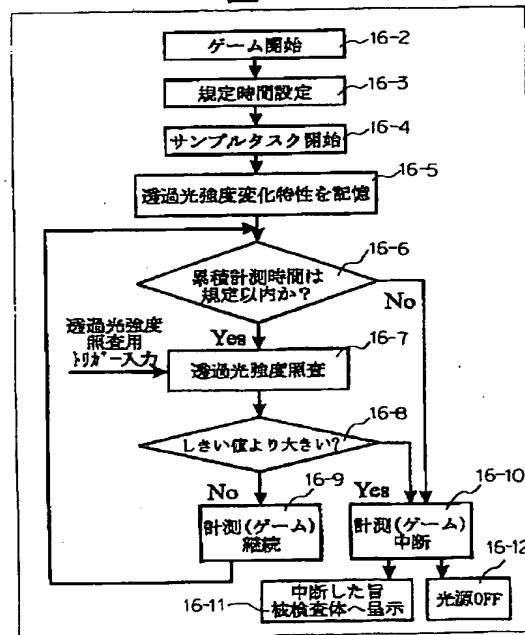 ゲーム開始
16-2
規定時間設定
16-3
サンプルタスク開始
16-4
透過光強度変化特性を記憶
16-5
累積計測時間は
規定以内か?
16-6
No
Yes
透過光強度
照査用
トリガー入力
透過光強度照査
16-7
しきい値より大きい?
16-8
No
Yes
計測(ゲーム)
継続
16-9
計測(ゲーム)
中断
16-10
16-11
中断した旨
被検査体へ呈示
光源OFF
16-12